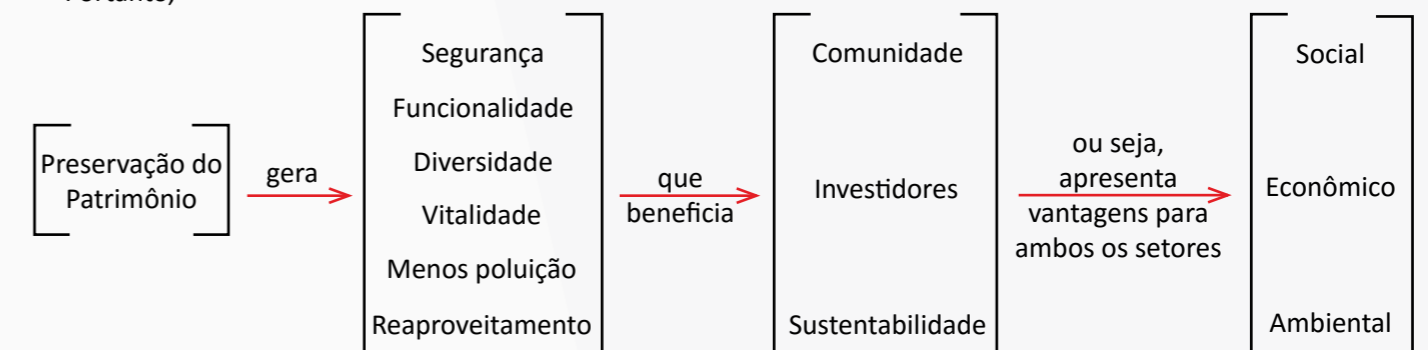 Portanto,
Preservação do
Patrimônio
gera
Segurança
Funcionalidade
Diversidade
Vitalidade
Menos poluição
Reaproveitamento
que
beneficia
Comunidade
Investidores
Sustentabilidade
ou seja,
apresenta
vantagens para
ambos os setores
Social
Econômico
Ambiental